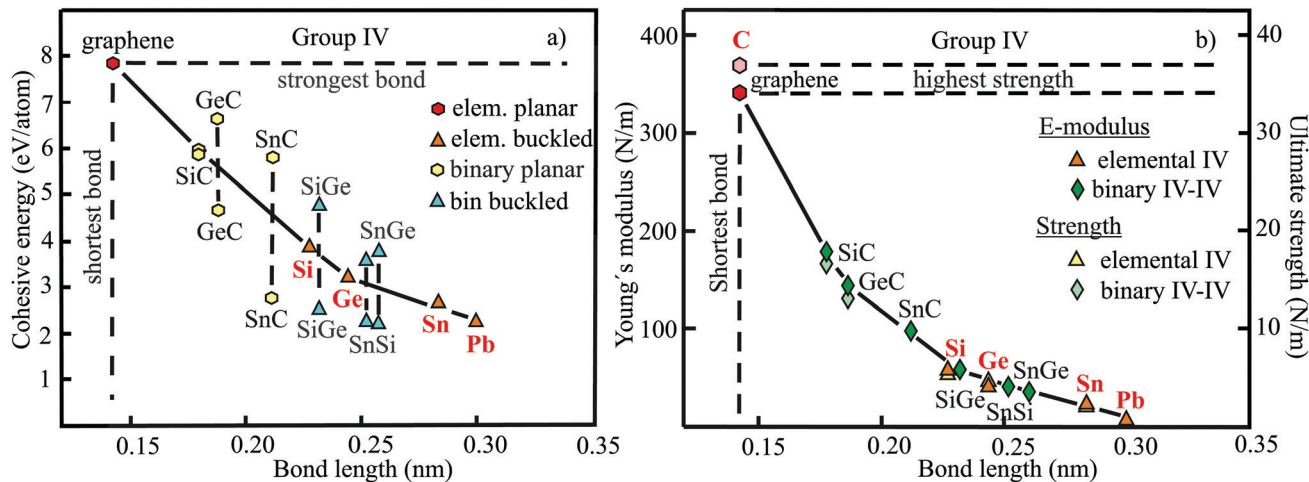 Group IV
a)
graphene
strongest bond
shortest bond
GeC
SiC
GeC
SnC
SnC
SiGe
SiGe
SnGe
SnSi
Si
Ge
Sn
Pb
elem. planar
elem. buckled
binary planar
bin buckled
Cohesive energy (eV/atom)
8
7
6
5
4
3
2
1
0.15
0.20
0.25
0.30
0.35
Bond length (nm)
Group IV
b)
C
graphene
highest strength
Shortest bond
E-modulus
elemental IV
binary IV-IV
Strength
elemental IV
binary IV-IV
SiC
GeC
SnC
Si
Ge
SnGe
Sn
Pb
SiGe
SnSi
Young´s modulus (N/m)
400
300
200
100
Ultimate strength (N/m)
40
30
20
10
0.15
0.20
0.25
0.30
0.35
Bond length (nm)